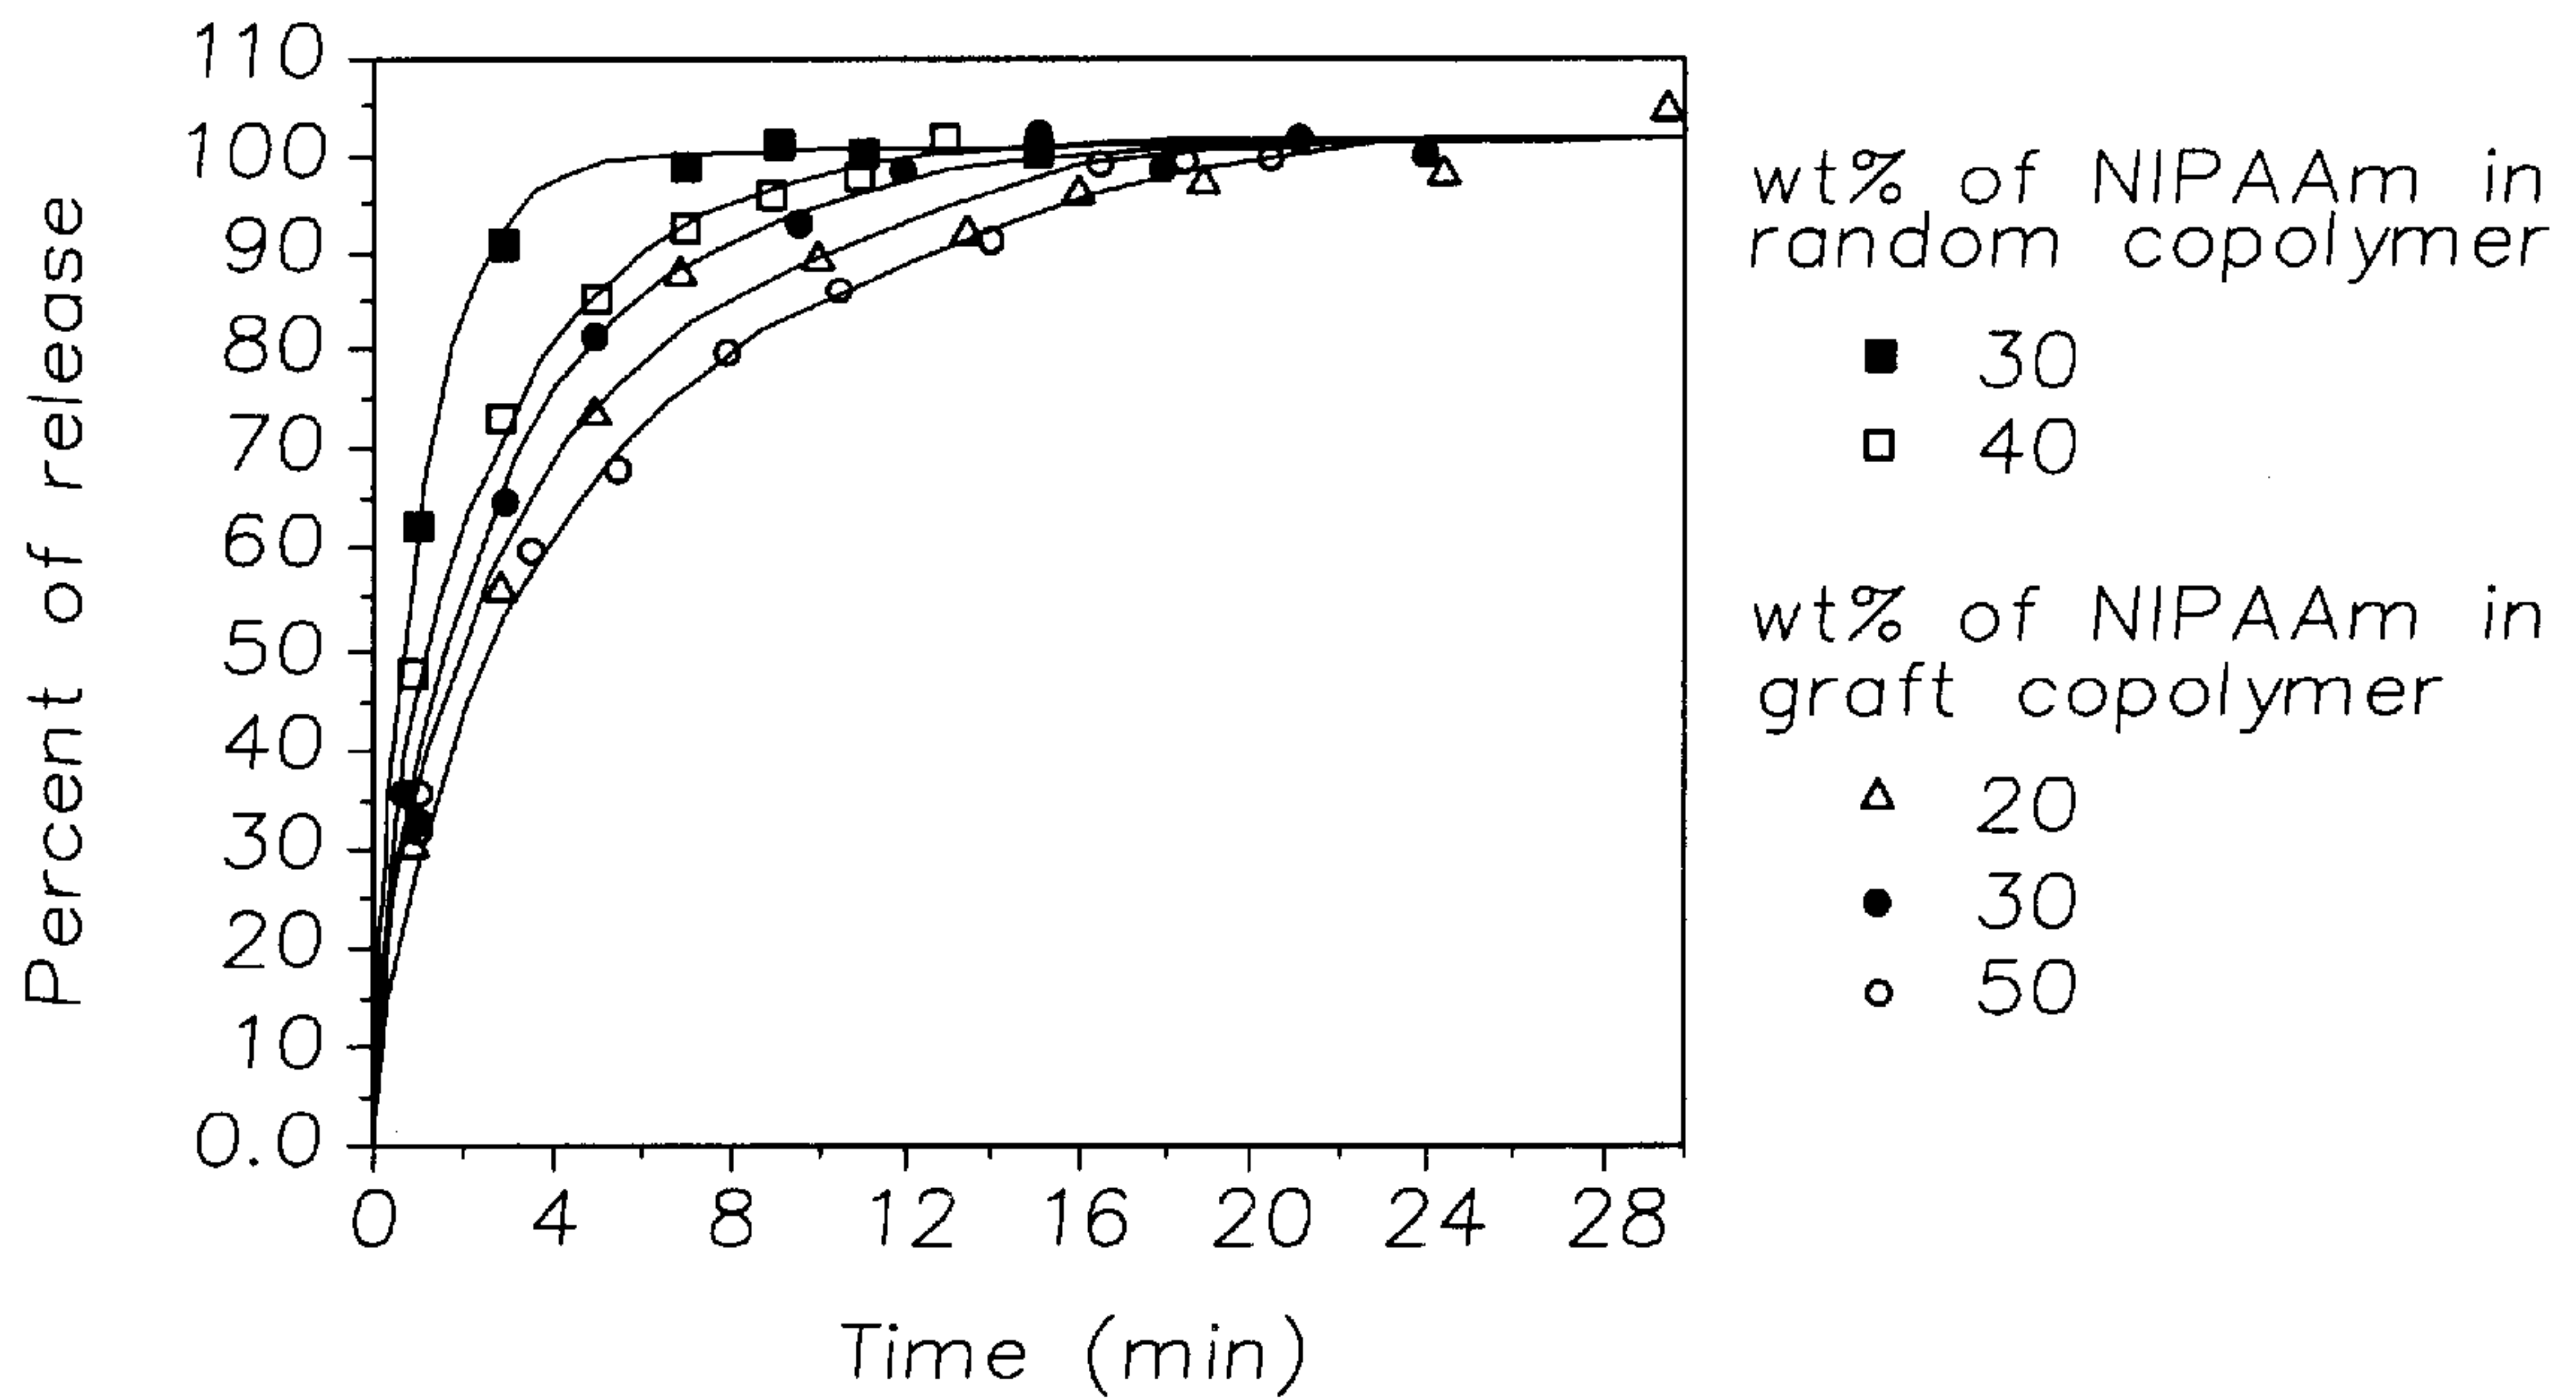 Percent of release
110
100
90
80
70
60
50
40
30
20
10
0.0
0 4 8 12 16 20 24 28
Time (min)
wt% of NIPAAm in
random copolymer
30
40
wt% of NIPAAm in
graft copolymer
20
30
50